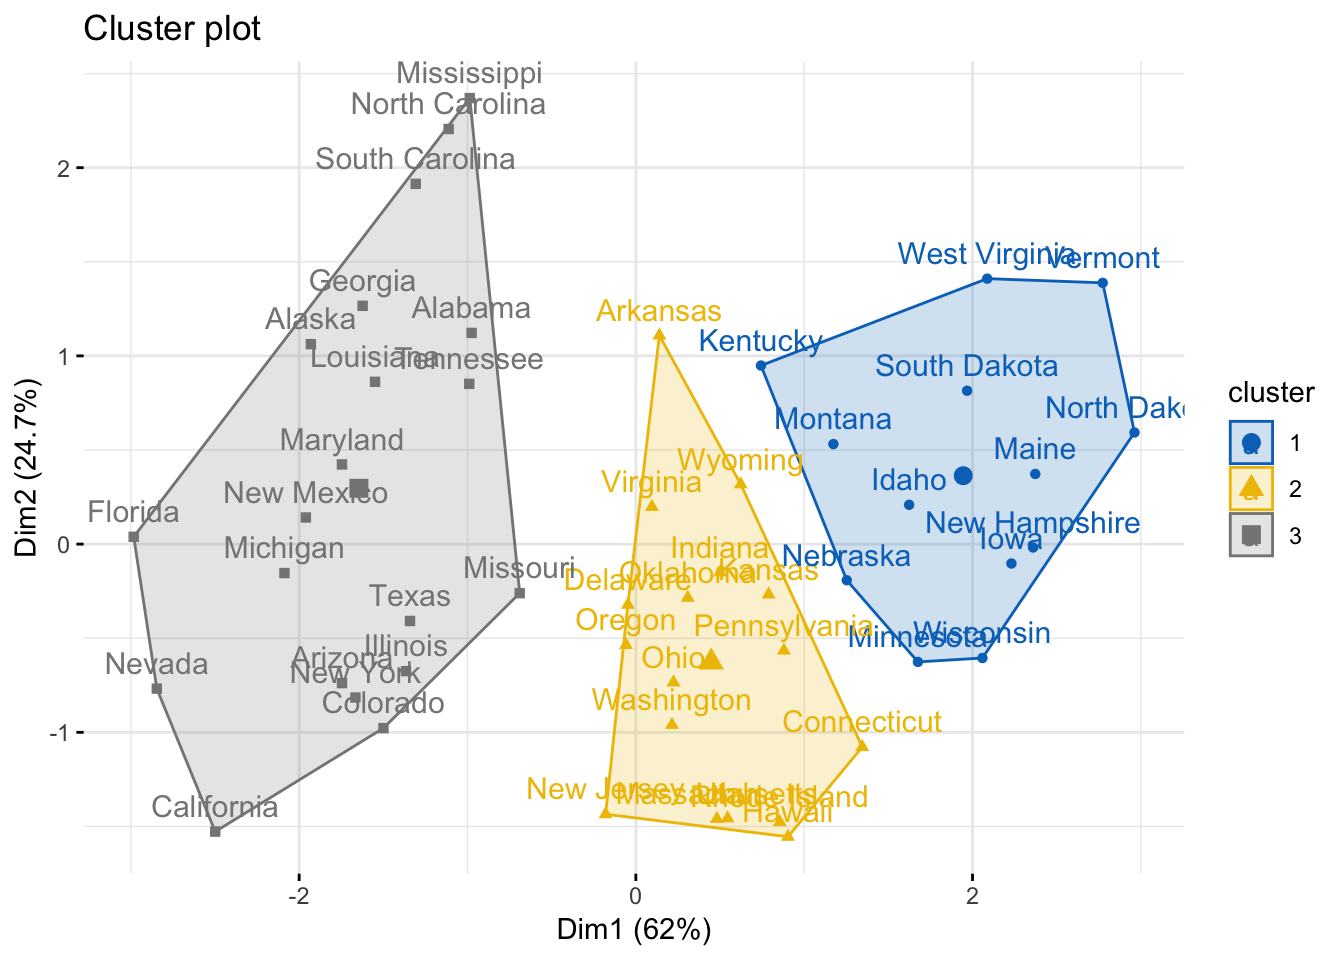 Cluster plot
Mississippi
North Carolina
South Carolina
Georgia
Alabama
Alaska
Louisiana
Tennessee
Maryland
New Mexico
Florida
Michigan
Missouri
Texas
Illinois
Arizona
New York
Nevada
Colorado
California
Arkansas
Wyoming
Virginia
Indiana
Oklahoma
Kansas
Delaware
Oregon
Pennsylvania
Ohio
Washington
Connecticut
New Jersey
Massachusetts
Utah
Rhode Island
Hawaii
West Virginia
Vermont
Kentucky
South Dakota
North Dako
Montana
Maine
Idaho
New Hampshire
Iowa
Nebraska
Minnesota
Wisconsin
2
1
0
-1
Dim2 (24.7%)
-2
0
2
Dim1 (62%)
cluster
a 1
a 2
a 3